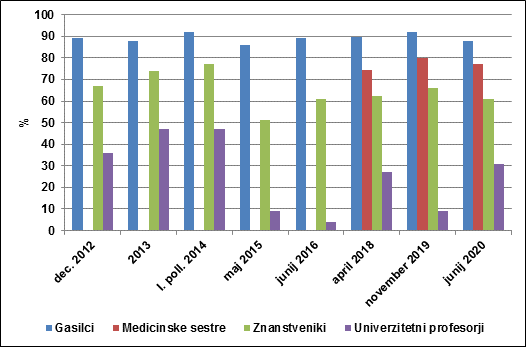 100
90
80
70
60
50
40
30
20
10
0
%
dec. 2012
2013
I. poll. 2014
maj 2015
junij 2016
april 2018
november 2019
junij 2020
Gasilci Medicinske sestre Znanstveniki Univerzitetni profesorji